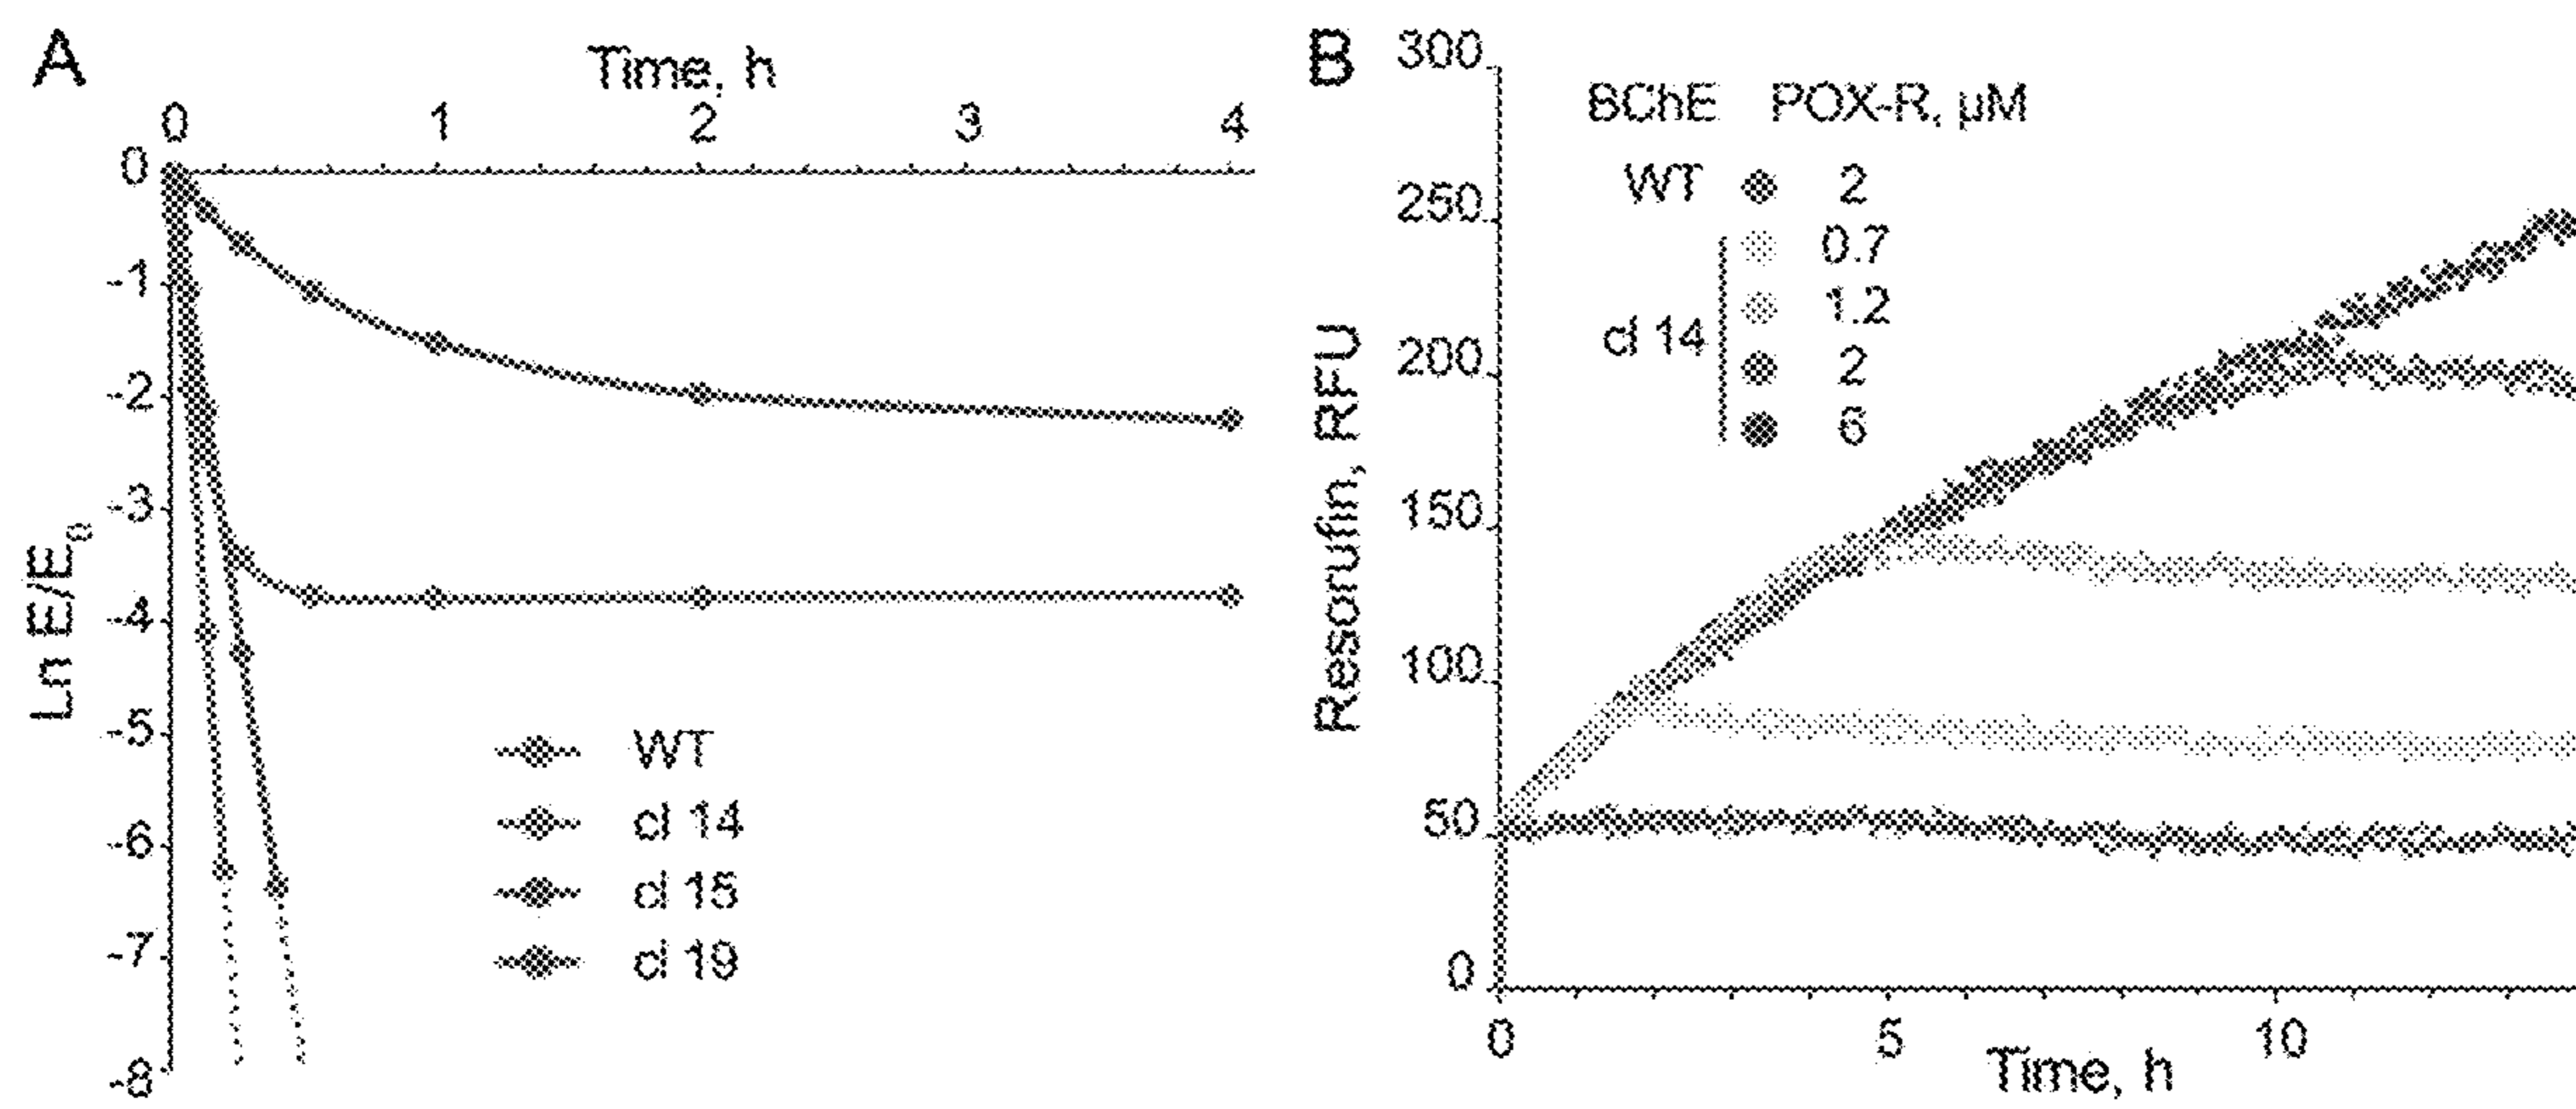 A
Time, h
0 1 2 3 4
0
-1
-2
-3
-4
-5
-6
-7
-8
Ln E/E0
WT
cl 14
cl 15
cl 19
B
300
250
200
150
100
50
0
Resorufin, RFU
BChE POX-R, µM
WT 2
0.7
1.2
cl 14
2
6
0 5 10
Time, h